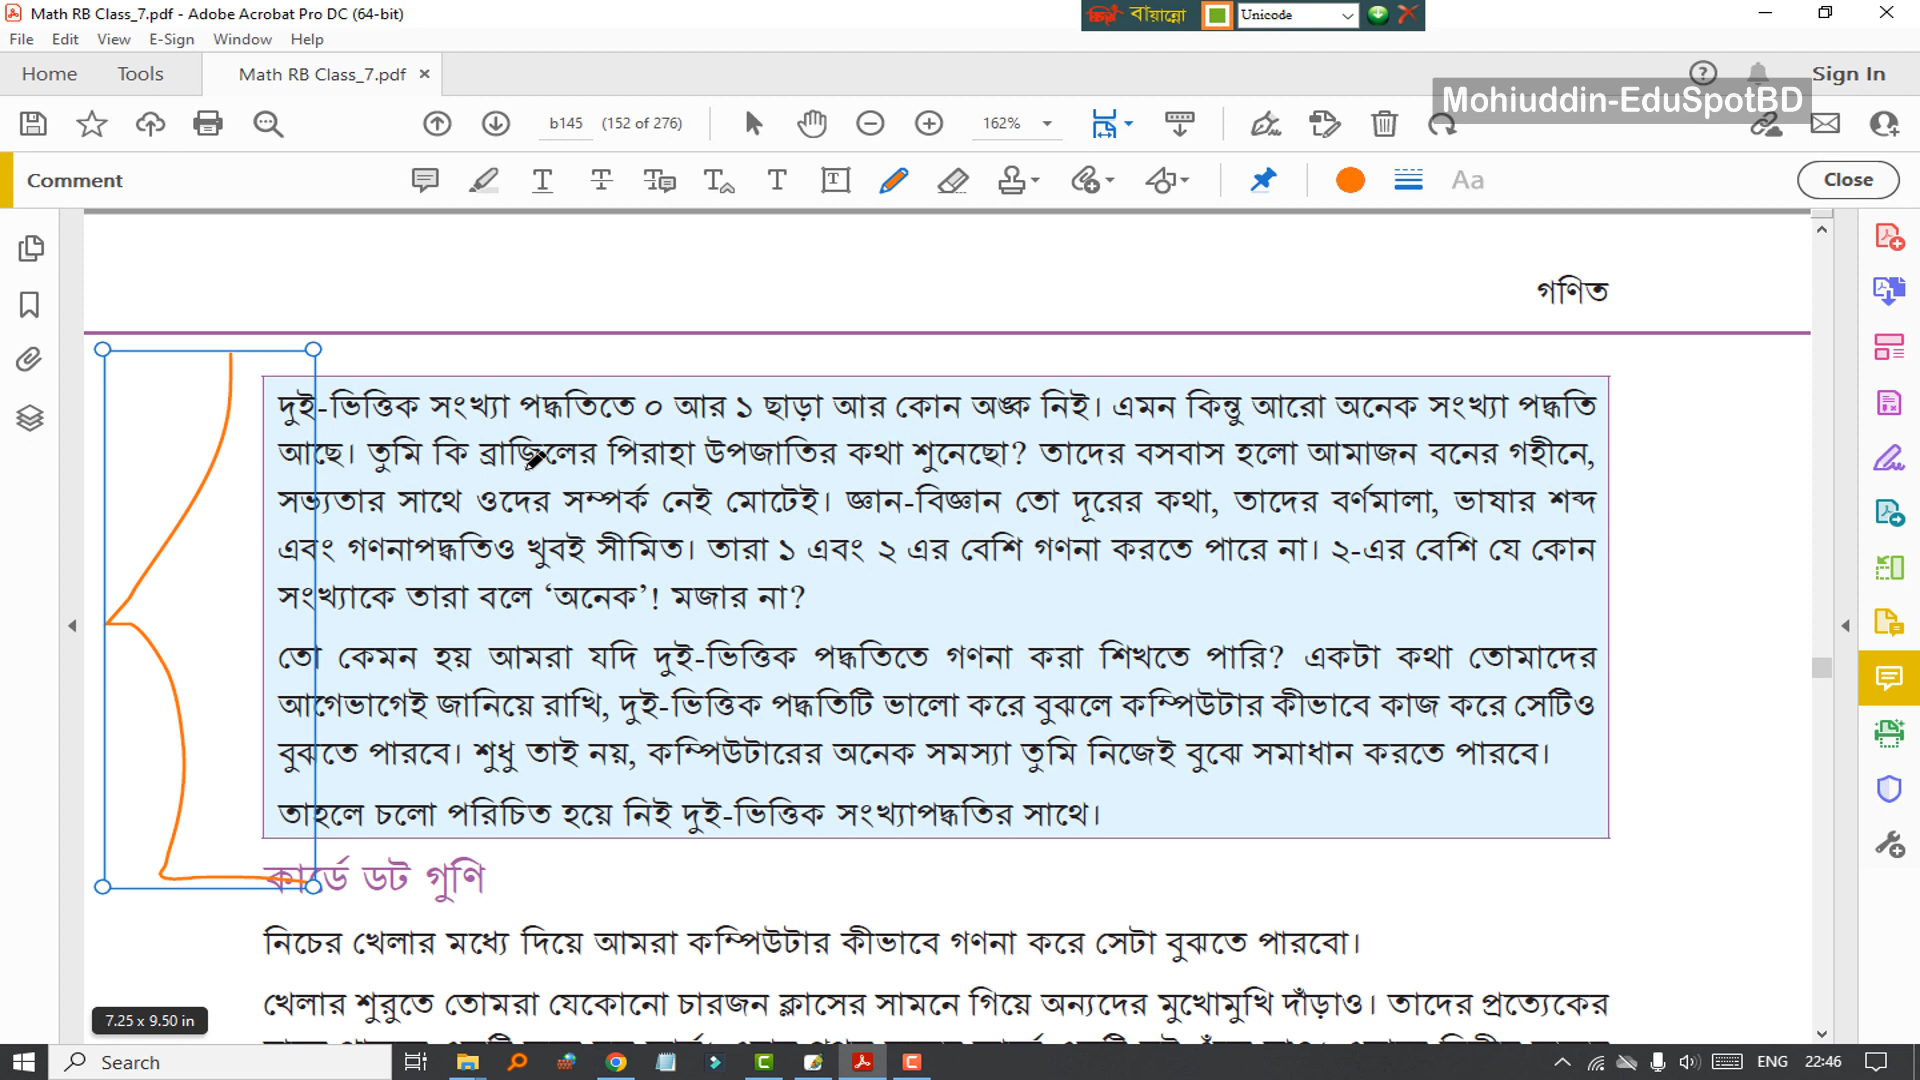 Math RB Class_7.pdf - Adobe Acrobat Pro DC (64-bit)
বায়ান্নো
Unicode
File Edit View E-Sign Window Help
Home Tools Math RB Class_7.pdf Sign In
Mohiuddin-EduSpotBD
b145 (152 of 276) 162%
Comment Aa Close
গণিত
দুই-ভিত্তিক সংখ্যা পদ্ধতিতে ০ আর ১ ছাড়া আর কোন অঙ্ক নিই। এমন কিন্তু আরো অনেক সংখ্যা পদ্ধতি
আছে। তুমি কি ব্রাজিলের পিরাহা উপজাতির কথা শুনেছো? তাদের বসবাস হলো আমাজন বনের গহীনে,
সভ্যতার সাথে ওদের সম্পর্ক নেই মোটেই। জ্ঞান-বিজ্ঞান তো দূরের কথা, তাদের বর্ণমালা, ভাষার শব্দ
এবং গণনাপদ্ধতিও খুবই সীমিত। তারা ১ এবং ২ এর বেশি গণনা করতে পারে না। ২-এর বেশি যে কোন
সংখ্যাকে তারা বলে ‘অনেক’! মজার না?
তো কেমন হয় আমরা যদি দুই-ভিত্তিক পদ্ধতিতে গণনা করা শিখতে পারি? একটা কথা তোমাদের
আগেভাগেই জানিয়ে রাখি, দুই-ভিত্তিক পদ্ধতিটি ভালো করে বুঝলে কম্পিউটার কীভাবে কাজ করে সেটিও
বুঝতে পারবে। শুধু তাই নয়, কম্পিউটারের অনেক সমস্যা তুমি নিজেই বুঝে সমাধান করতে পারবে।
তাহলে চলো পরিচিত হয়ে নিই দুই-ভিত্তিক সংখ্যাপদ্ধতির সাথে।
কার্ডে ডট গুণি
নিচের খেলার মধ্যে দিয়ে আমরা কম্পিউটার কীভাবে গণনা করে সেটা বুঝতে পারবো।
খেলার শুরুতে তোমরা যেকোনো চারজন ক্লাসের সামনে গিয়ে অন্যদের মুখোমুখি দাঁড়াও। তাদের প্রত্যেকের
7.25 x 9.50 in
Search ENG 22:46